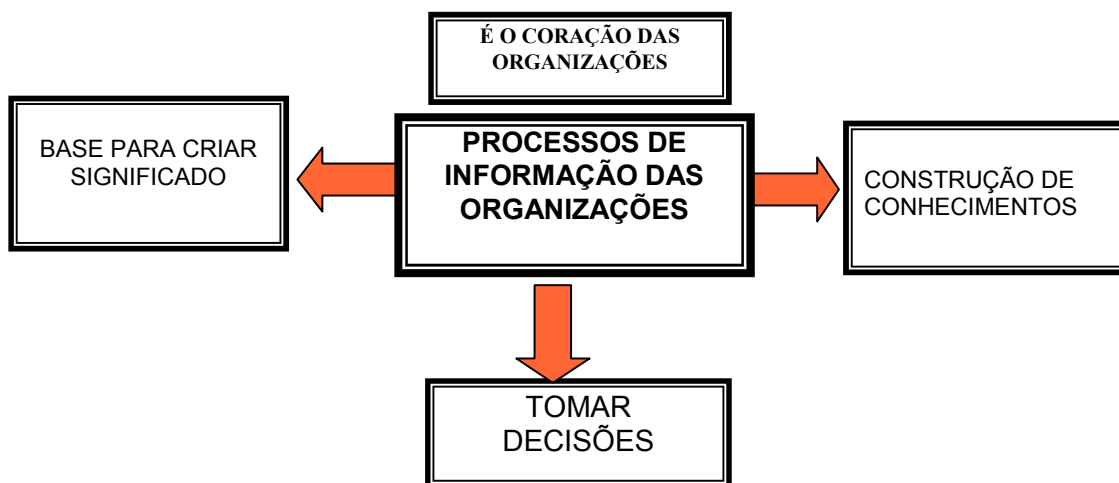 É O CORAÇÃO DAS
ORGANIZAÇÕES
BASE PARA CRIAR
SIGNIFICADO
PROCESSOS DE
INFORMAÇÃO DAS
ORGANIZAÇÕES
CONSTRUÇÃO DE
CONHECIMENTOS
TOMAR
DECISÕES